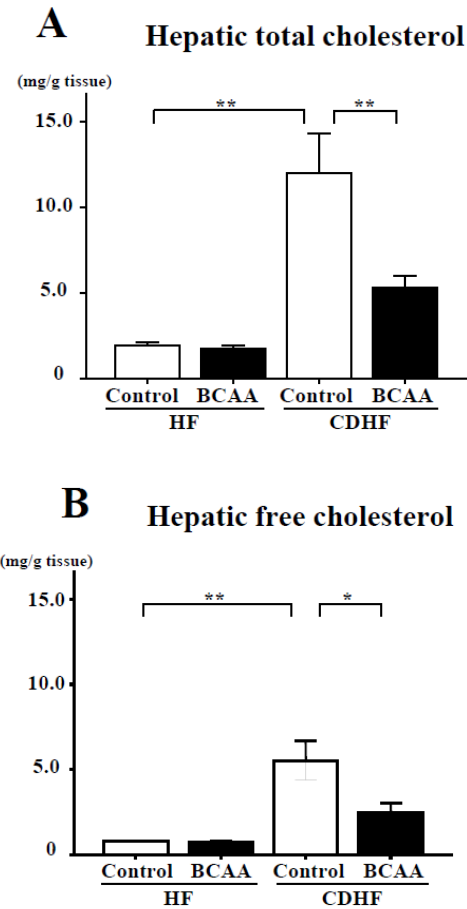 A
Hepatic total cholesterol
(mg/g tissue)
** **
15.0
10.0
5.0
0
Control BCAA Control BCAA
HF CDHF
B
Hepatic free cholesterol
(mg/g tissue)
** *
15.0
10.0
5.0
0
Control BCAA Control BCAA
HF CDHF